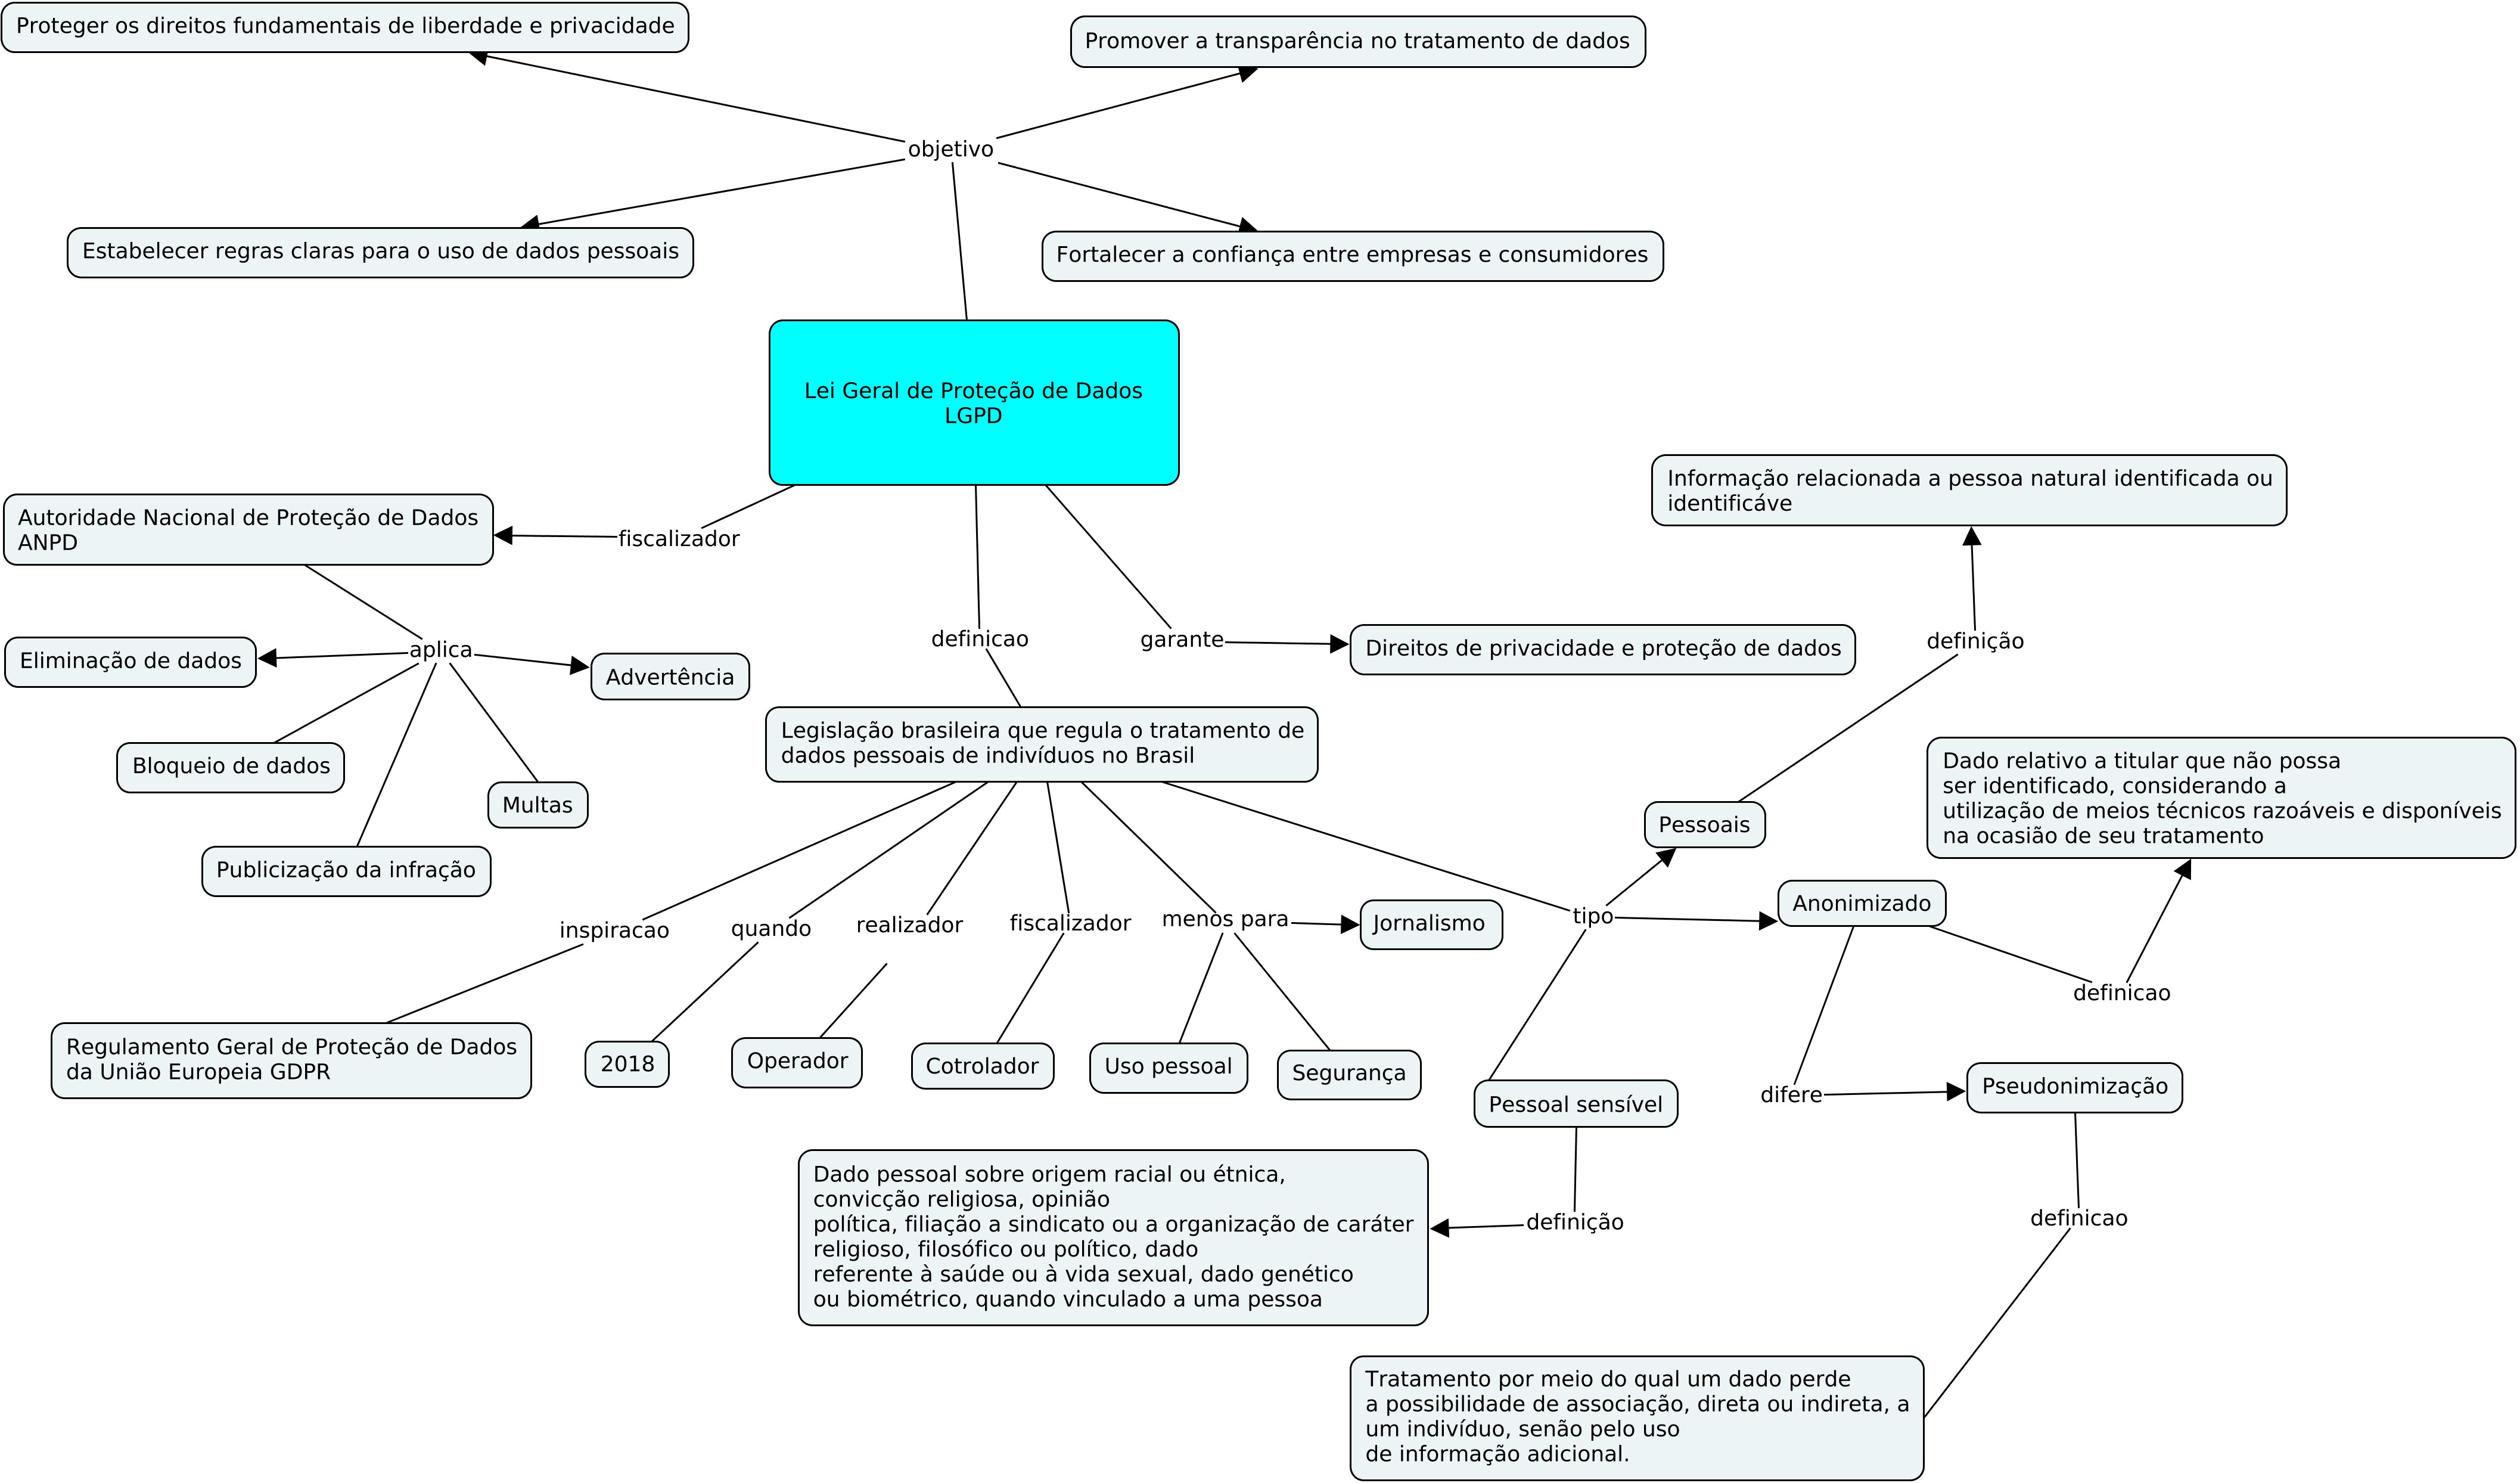 Proteger os direitos fundamentais de liberdade e privacidade
Promover a transparência no tratamento de dados
objetivo
Estabelecer regras claras para o uso de dados pessoais
Fortalecer a confiança entre empresas e consumidores
Lei Geral de Proteção de Dados
LGPD
Autoridade Nacional de Proteção de Dados
ANPD
fiscalizador
Informação relacionada a pessoa natural identificada ou
identificáve
aplica
Eliminação de dados
Advertência
Bloqueio de dados
Multas
Publicização da infração
definicao
garante
Direitos de privacidade e proteção de dados
definição
Legislação brasileira que regula o tratamento de
dados pessoais de indivíduos no Brasil
Pessoais
Dado relativo a titular que não possa
ser identificado, considerando a
utilização de meios técnicos razoáveis e disponíveis
na ocasião de seu tratamento
inspiracao
quando
realizador
fiscalizador
menos para
Jornalismo
tipo
Anonimizado
definicao
Regulamento Geral de Proteção de Dados
da União Europeia GDPR
2018
Operador
Cotrolador
Uso pessoal
Segurança
Pessoal sensível
difere
Pseudonimização
Dado pessoal sobre origem racial ou étnica,
convicção religiosa, opinião
política, filiação a sindicato ou a organização de caráter
religioso, filosófico ou político, dado
referente à saúde ou à vida sexual, dado genético
ou biométrico, quando vinculado a uma pessoa
definição
definicao
Tratamento por meio do qual um dado perde
a possibilidade de associação, direta ou indireta, a
um indivíduo, senão pelo uso
de informação adicional.